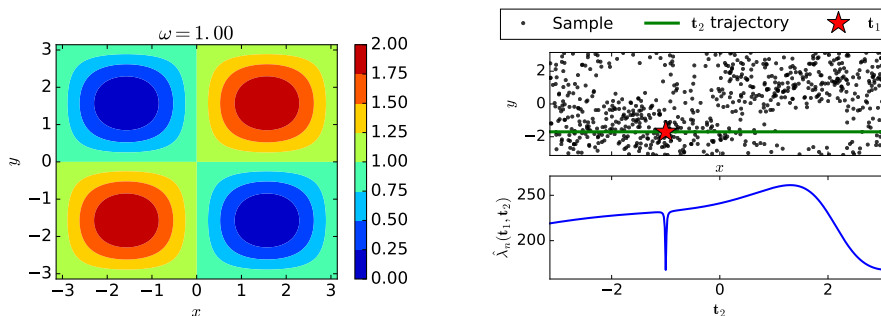 ω = 1.00
3
2
1
0
−1
−2
−3
y
−3 −2 −1 0 1 2 3
x
2.00
1.75
1.50
1.25
1.00
0.75
0.50
0.25
0.00
Sample t₂ trajectory t₁
2
0
−2
y
x
250
200
λ̂ₙ(t₁, t₂)
−2 0 2
t₂